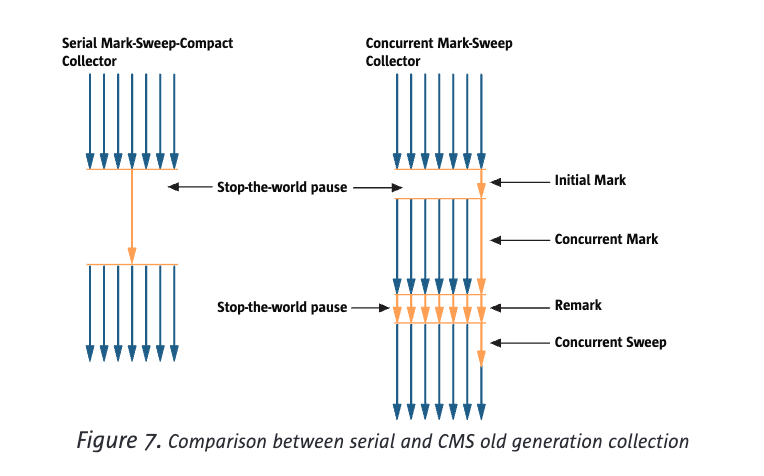 Serial Mark-Sweep-Compact
Collector
Concurrent Mark-Sweep
Collector
Stop-the-world pause
Initial Mark
Concurrent Mark
Stop-the-world pause
Remark
Concurrent Sweep
Figure 7. Comparison between serial and CMS old generation collection